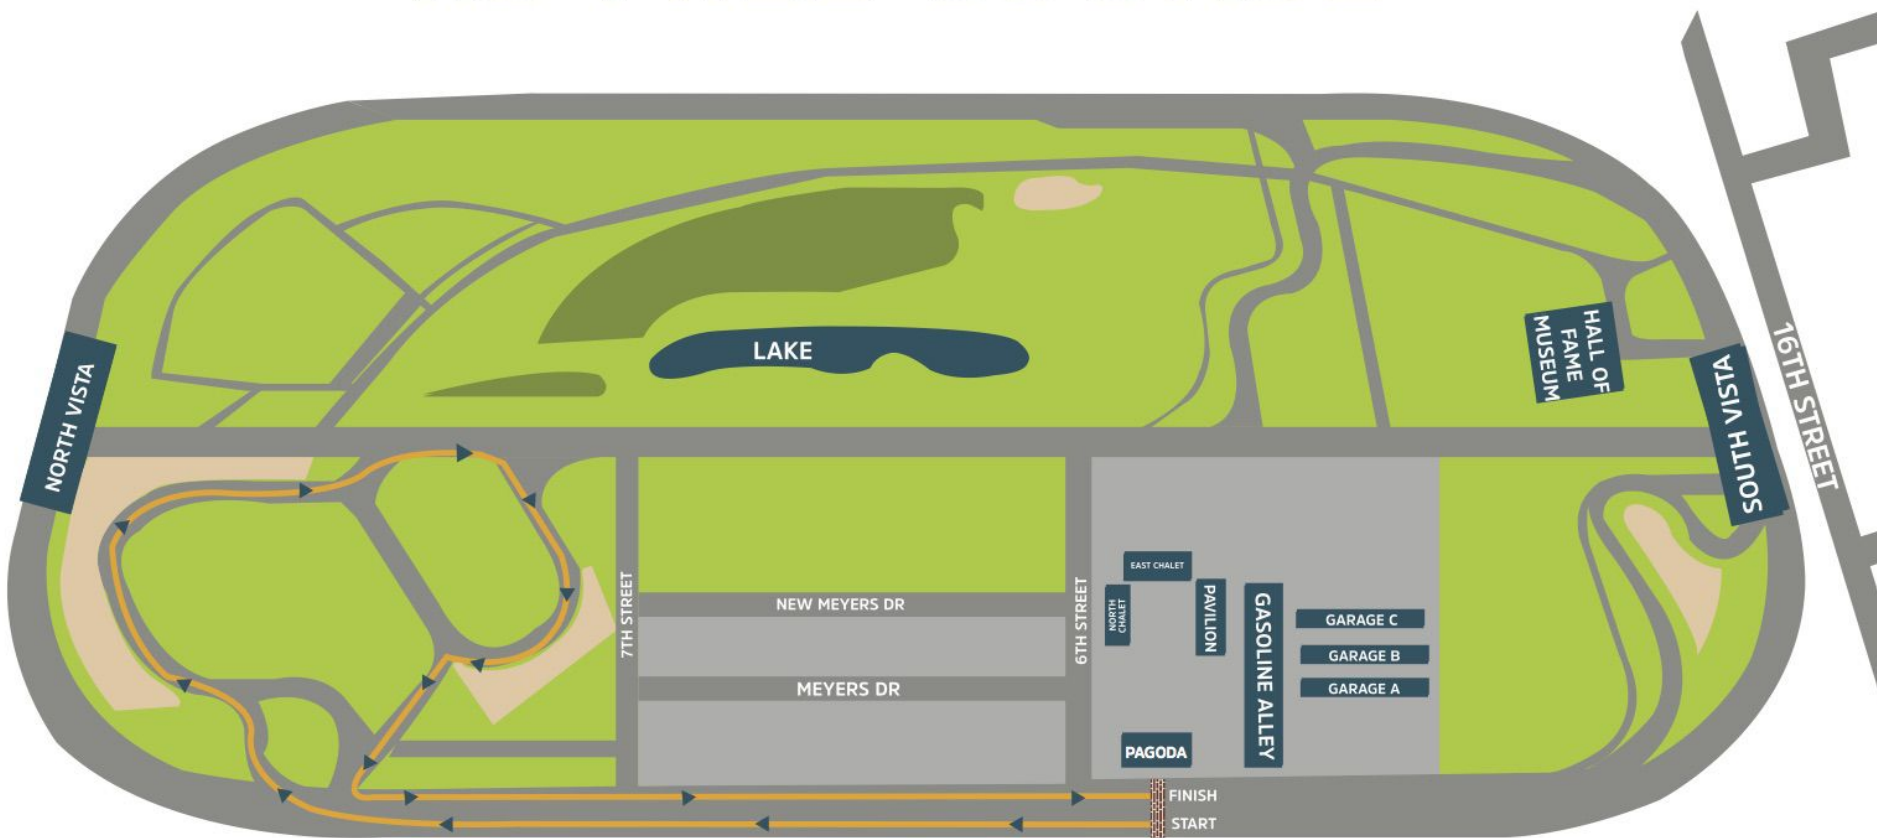 LAKE
HALL OF
FAME
MUSEUM
NORTH VISTA
SOUTH VISTA
16TH STREET
7TH STREET
6TH STREET
NEW MEYERS DR
MEYERS DR
EAST CHALET
NORTH
CHALET
PAVILION
GASOLINE ALLEY
GARAGE C
GARAGE B
GARAGE A
PAGODA
FINISH
START